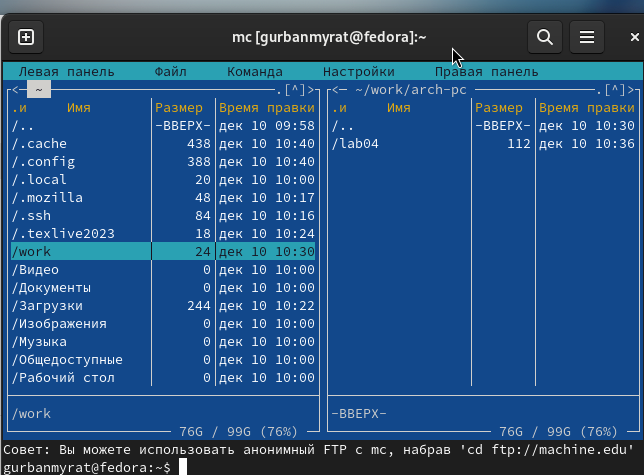 mc [gurbanmyrat@fedora]:~
Левая панель Файл Команда Настройки Правая панель
<─ ~ .[^]> <─ ~/work/arch-pc .[^]>
.и Имя Размер Время правки .и Имя Размер Время правки
/.. -ВВЕРХ- дек 10 09:58 /.. -ВВЕРХ- дек 10 10:30
/.cache 438 дек 10 10:40 /lab04 112 дек 10 10:36
/.config 388 дек 10 10:40
/.local 20 дек 10 10:00
/.mozilla 48 дек 10 10:17
/.ssh 84 дек 10 10:16
/.texlive2023 18 дек 10 10:24
/work 24 дек 10 10:30
/Видео 0 дек 10 10:00
/Документы 0 дек 10 10:00
/Загрузки 244 дек 10 10:22
/Изображения 0 дек 10 10:00
/Музыка 0 дек 10 10:00
/Общедоступные 0 дек 10 10:00
/Рабочий стол 0 дек 10 10:00
/work -ВВЕРХ-
76G / 99G (76%) 76G / 99G (76%)
Совет: Вы можете использовать анонимный FTP с mc, набрав 'cd ftp://machine.edu'
gurbanmyrat@fedora:~$